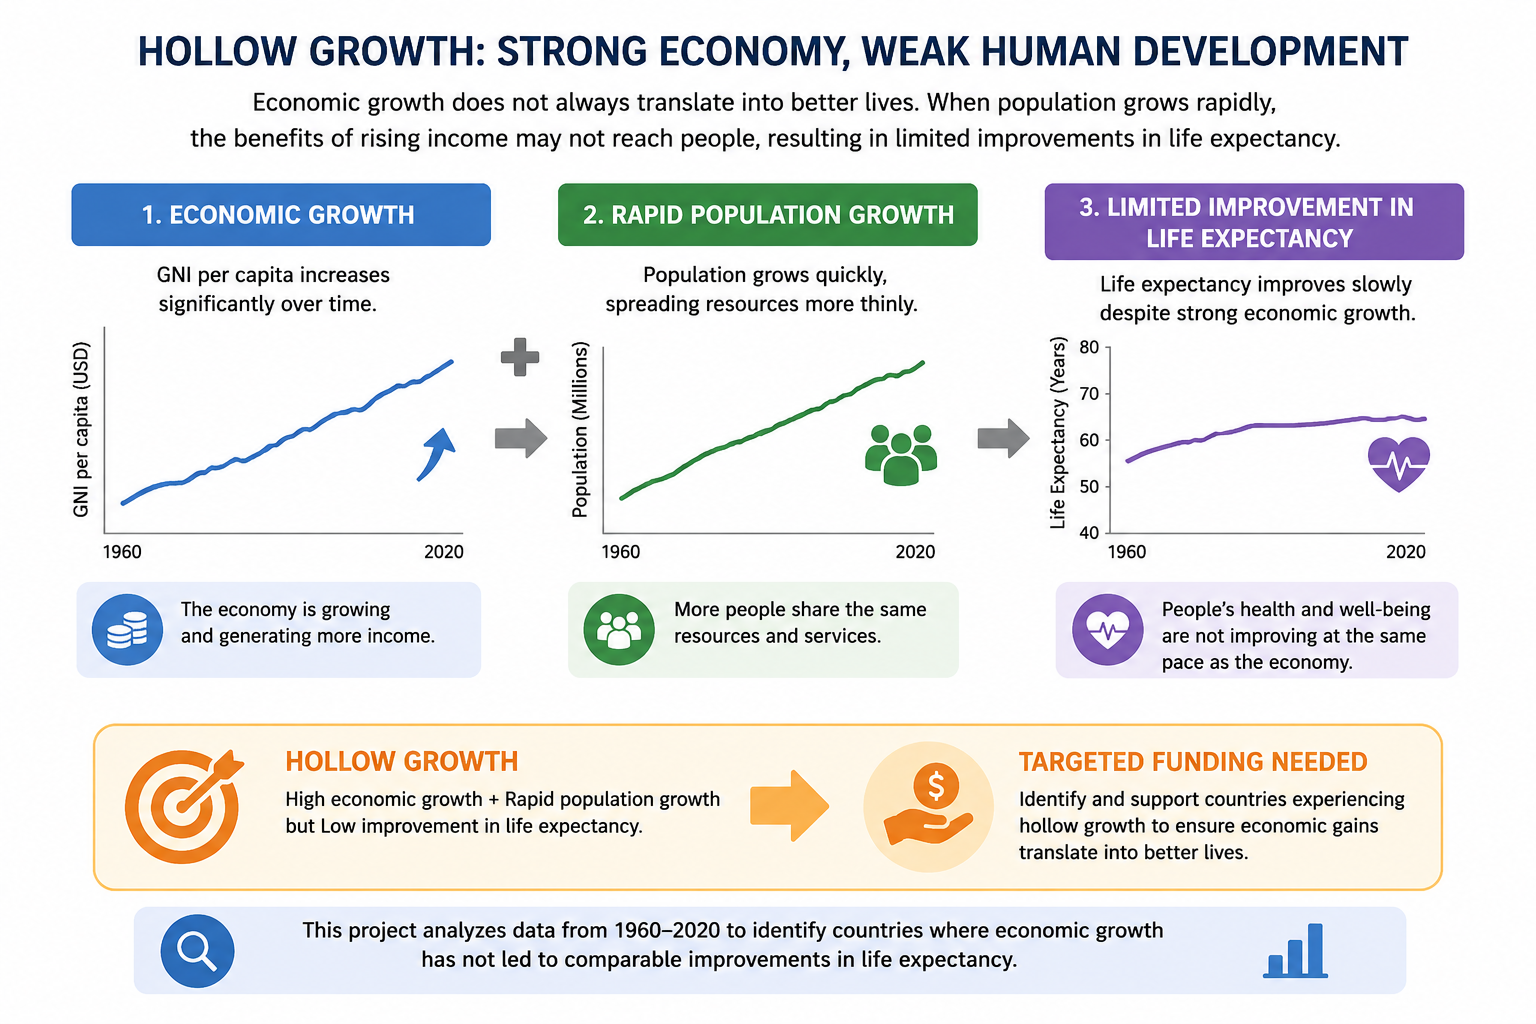 HOLLOW GROWTH: STRONG ECONOMY, WEAK HUMAN DEVELOPMENT
Economic growth does not always translate into better lives. When population grows rapidly,
the benefits of rising income may not reach people, resulting in limited improvements in life expectancy.
1. ECONOMIC GROWTH
GNI per capita increases
significantly over time.
GNI per capita (USD)
1960
2020
The economy is growing
and generating more income.
2. RAPID POPULATION GROWTH
Population grows quickly,
spreading resources more thinly.
Population (Millions)
1960
2020
More people share the same
resources and services.
3. LIMITED IMPROVEMENT IN
LIFE EXPECTANCY
Life expectancy improves slowly
despite strong economic growth.
Life Expectancy (Years)
80
70
60
50
40
1960
2020
People's health and well-being
are not improving at the same
pace as the economy.
HOLLOW GROWTH
High economic growth + Rapid population growth
but Low improvement in life expectancy.
$
TARGETED FUNDING NEEDED
Identify and support countries experiencing
hollow growth to ensure economic gains
translate into better lives.
This project analyzes data from 1960–2020 to identify countries where economic growth
has not led to comparable improvements in life expectancy.